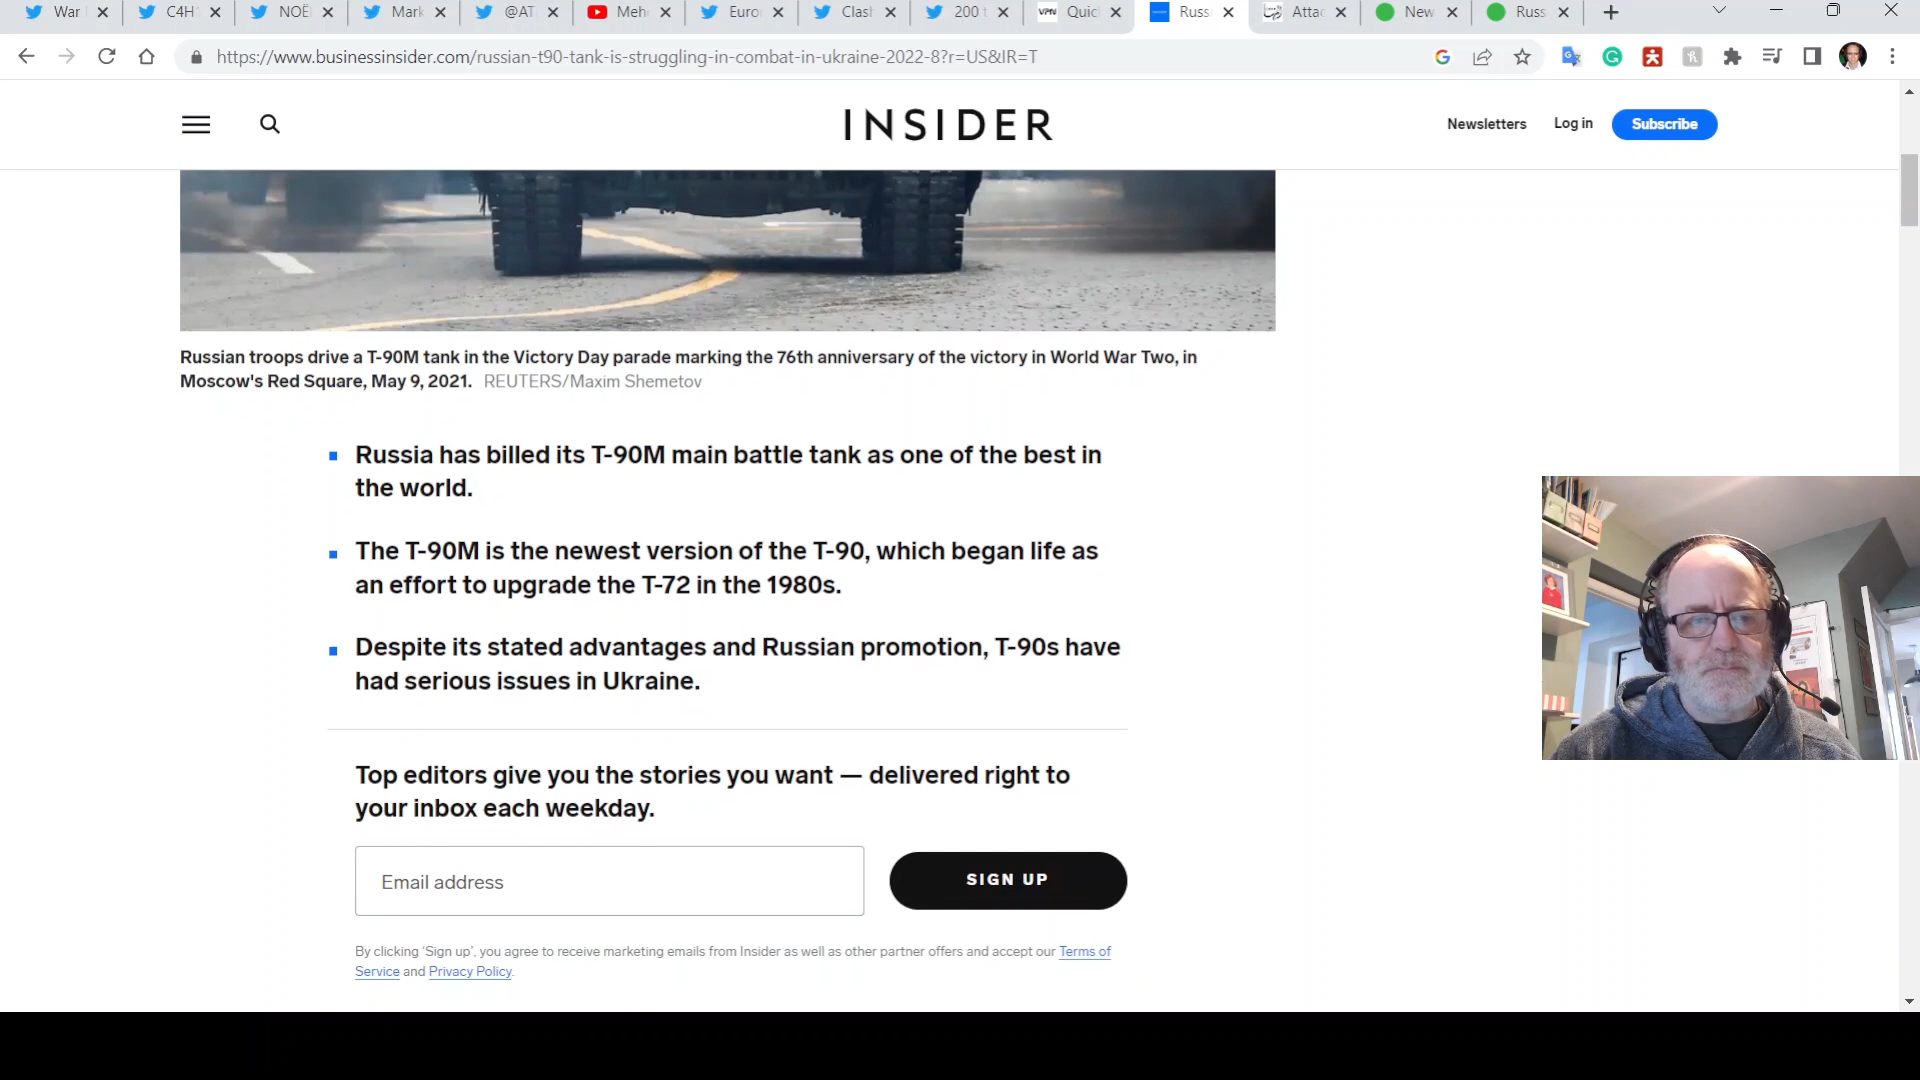 War
C4H
NOË
Mark
@AT
Meh
Euro
Clas
200 t
VPN
Quic
Russ
Attac
New
Russ
https://www.businessinsider.com/russian-t90-tank-is-struggling-in-combat-in-ukraine-2022-8?r=US&IR=T
INSIDER
Newsletters
Log in
Subscribe
Russian troops drive a T-90M tank in the Victory Day parade marking the 76th anniversary of the victory in World War Two, in
Moscow's Red Square, May 9, 2021. REUTERS/Maxim Shemetov
Russia has billed its T-90M main battle tank as one of the best in
the world.
The T-90M is the newest version of the T-90, which began life as
an effort to upgrade the T-72 in the 1980s.
Despite its stated advantages and Russian promotion, T-90s have
had serious issues in Ukraine.
Top editors give you the stories you want — delivered right to
your inbox each weekday.
Email address
SIGN UP
By clicking ‘Sign up’, you agree to receive marketing emails from Insider as well as other partner offers and accept our Terms of
Service and Privacy Policy.